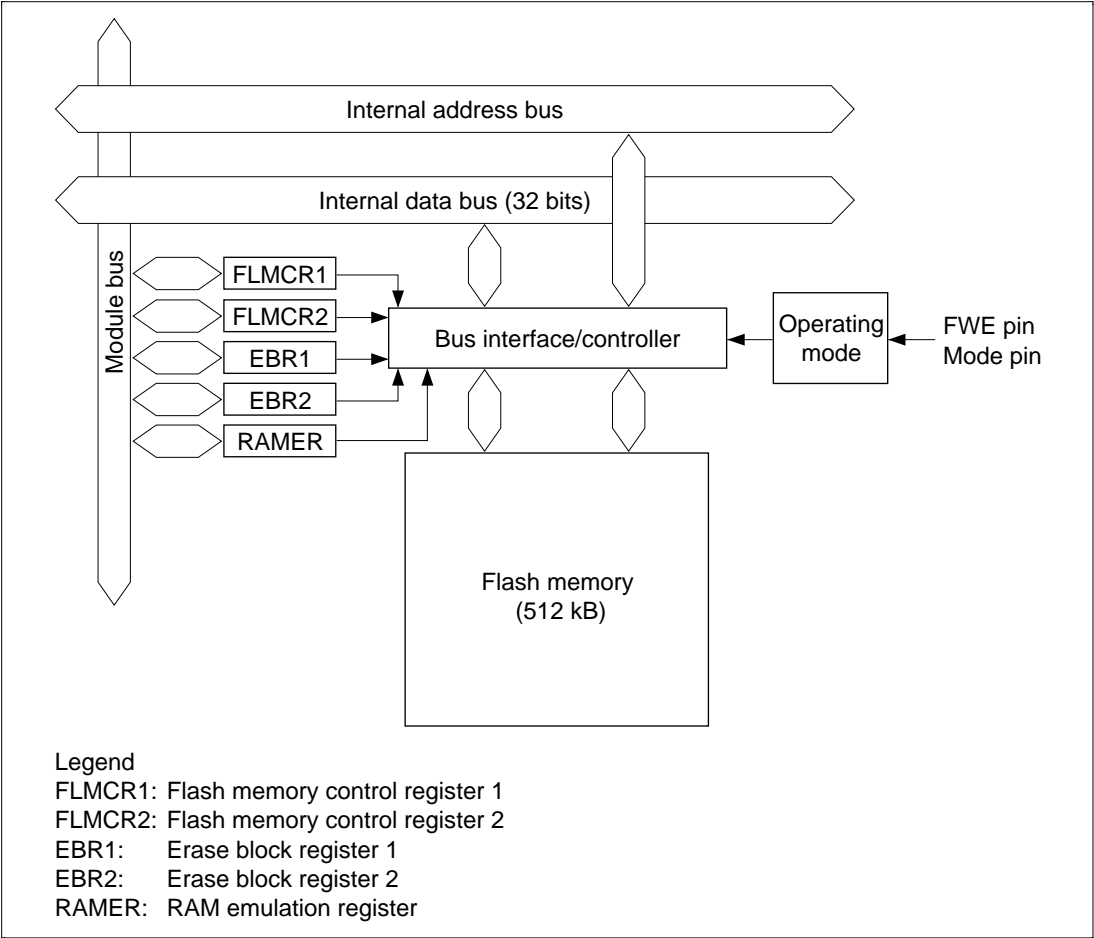 Internal address bus
Internal data bus (32 bits)
Module bus
FLMCR1
FLMCR2
EBR1
EBR2
RAMER
Bus interface/controller
Operating
mode
FWE pin
Mode pin
Flash memory
(512 kB)
Legend
FLMCR1: Flash memory control register 1
FLMCR2: Flash memory control register 2
EBR1: Erase block register 1
EBR2: Erase block register 2
RAMER: RAM emulation register